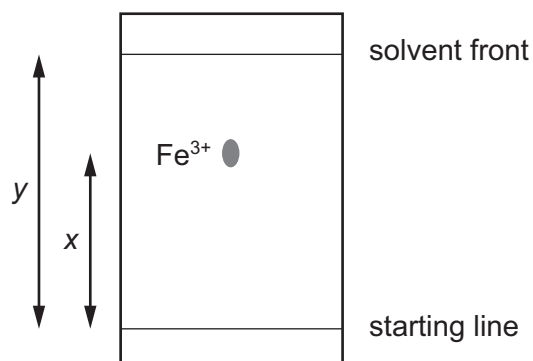 solvent front
Fe³⁺
y
x
starting line